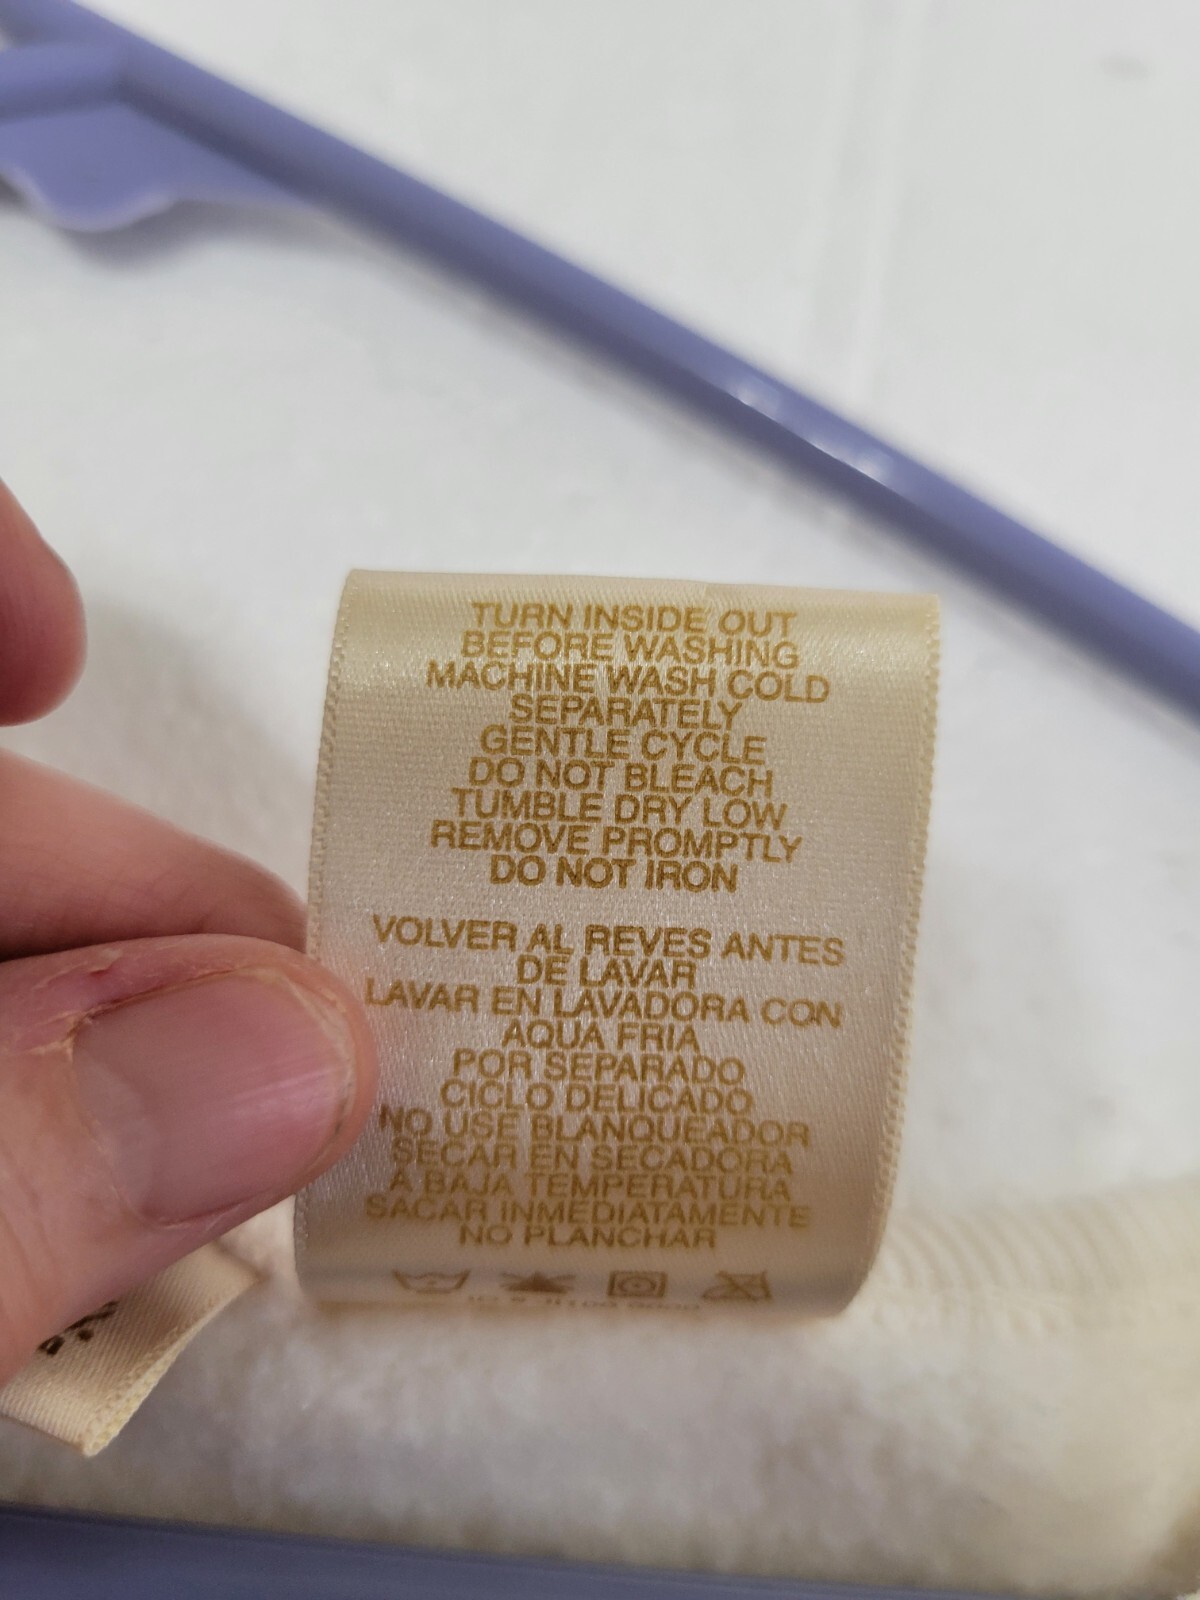 TURN INSIDE OUT
BEFORE WASHING
MACHINE WASH COLD
SEPARATELY
GENTLE CYCLE
DO NOT BLEACH
TUMBLE DRY LOW
REMOVE PROMPTLY
DO NOT IRON
VOLVER AL REVES ANTES
DE LAVAR
LAVAR EN LAVADORA CON
AQUA FRIA
POR SEPARADO
CICLO DELICADO
NO USE BLANQUEADOR
SECAR EN SECADORA
A BAJA TEMPERATURA
SACAR INMEDIATAMENTE
NO PLANCHAR